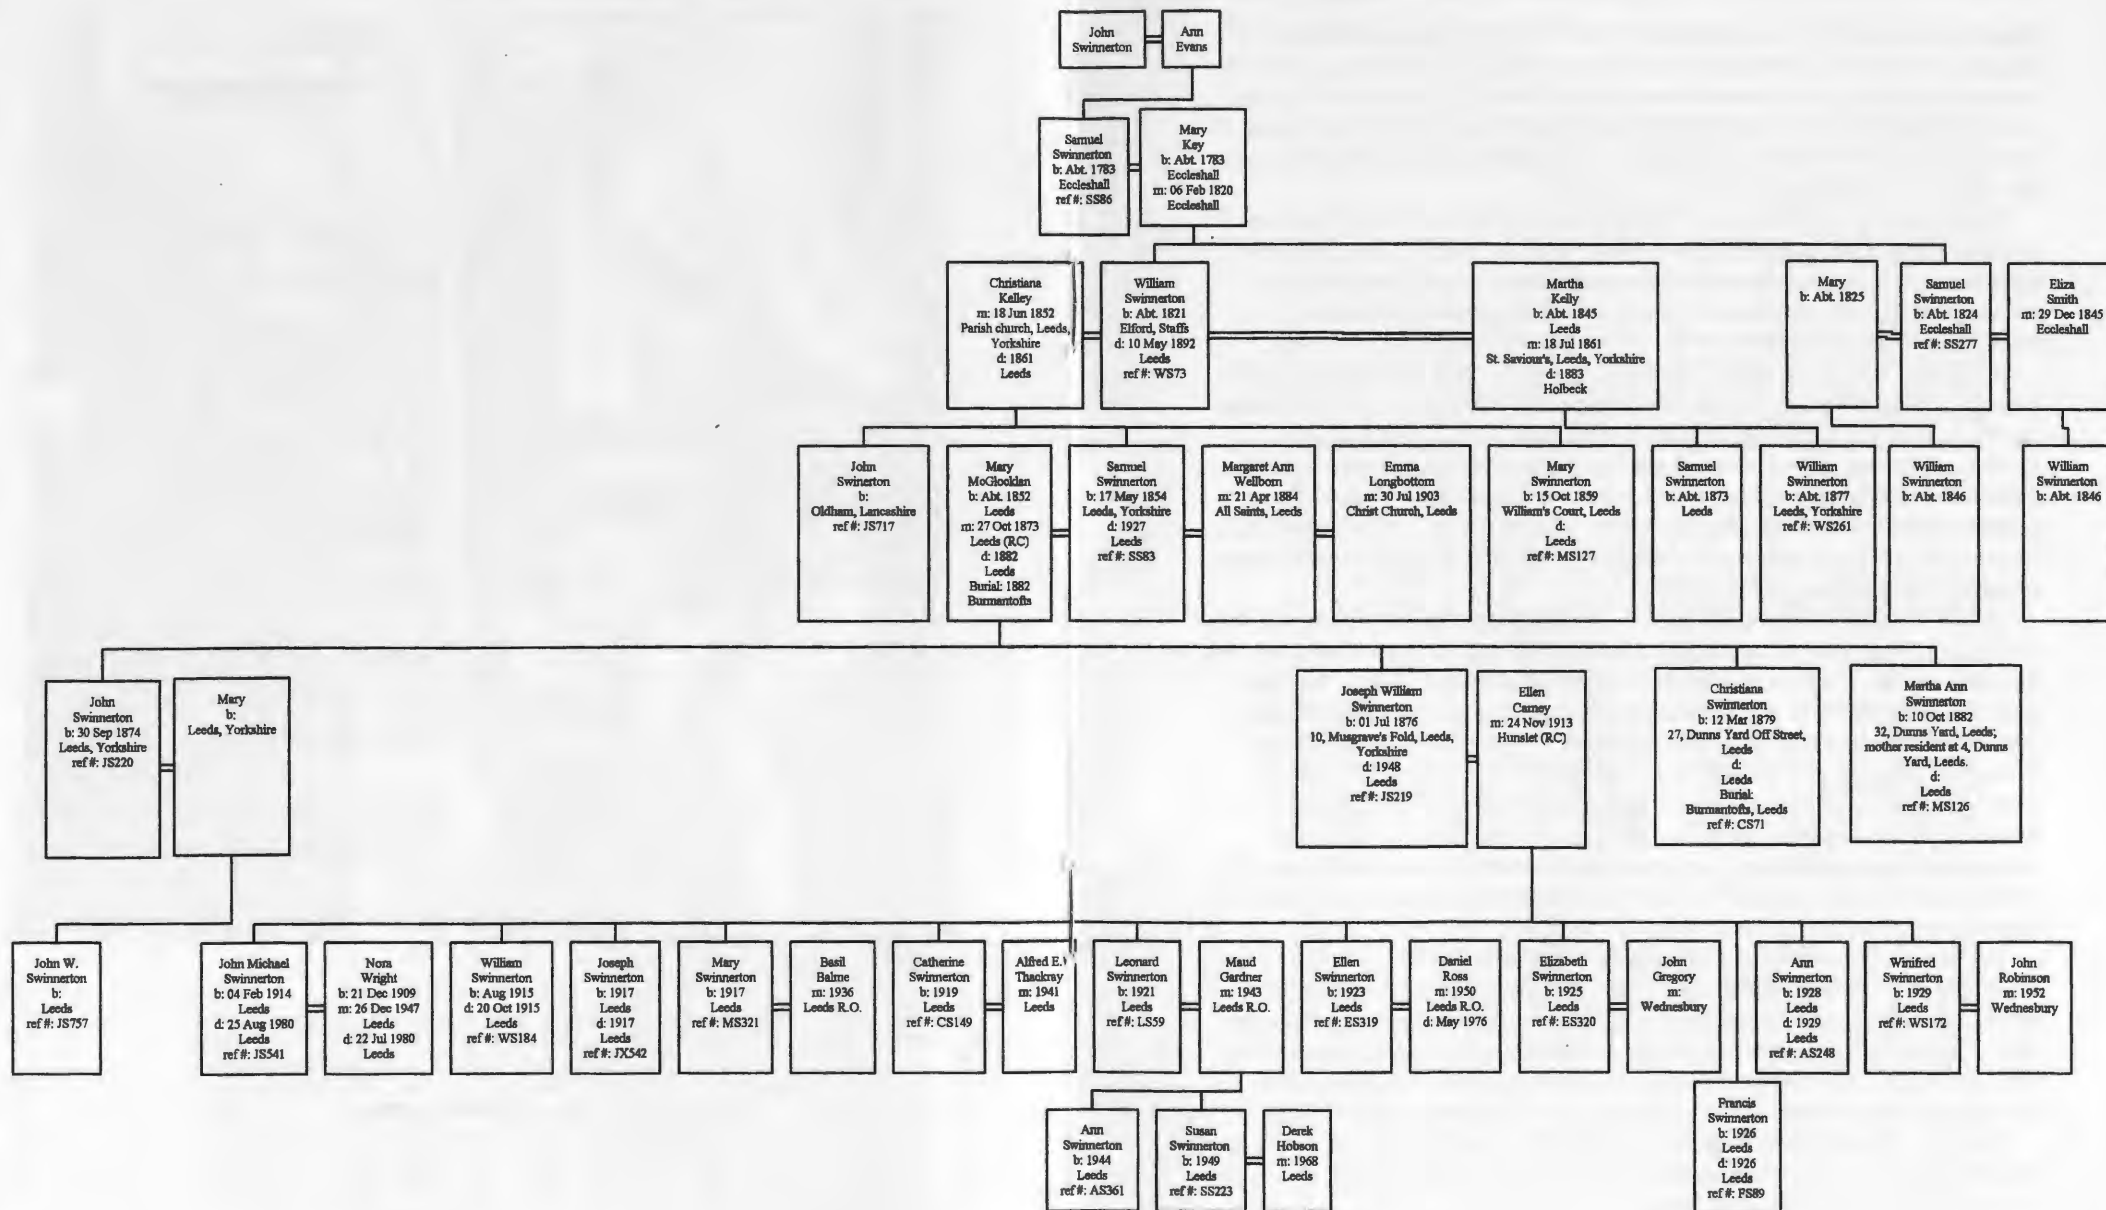 John
Swinnerton
Ann
Evans
Samuel
Swinnerton
b: Abt. 1783
Eccleshall
ref #: SS86
Mary
Key
b: Abt. 1783
Eccleshall
m: 06 Feb 1820
Eccleshall
Christiana
Kelley
m: 18 Jun 1852
Parish church, Leeds,
Yorkshire
d: 1861
Leeds
William
Swinnerton
b: Abt. 1821
Elford, Staffs
d: 10 May 1892
Leeds
ref #: WS73
Martha
Kelly
b: Abt. 1845
Leeds
m: 18 Jul 1861
St. Saviour's, Leeds, Yorkshire
d: 1883
Holbeck
Mary
b: Abt. 1825
Samuel
Swinnerton
b: Abt. 1824
Eccleshall
ref #: SS277
Eliza
Smith
m: 29 Dec 1845
Eccleshall
John
Swinerton
b:
Oldham, Lancashire
ref #: JS717
Mary
McGlocklan
b: Abt. 1852
Leeds
m: 27 Oct 1873
Leeds (RC)
d: 1882
Leeds
Burial: 1882
Burmantofts
Samuel
Swinnerton
b: 17 May 1854
Leeds, Yorkshire
d: 1927
Leeds
ref #: SS83
Margaret Ann
Wellborn
m: 21 Apr 1884
All Saints, Leeds
Emma
Longbottom
m: 30 Jul 1903
Christ Church, Leeds
Mary
Swinnerton
b: 15 Oct 1859
William's Court, Leeds
d:
Leeds
ref #: MS127
Samuel
Swinnerton
b: Abt. 1873
Leeds
William
Swinnerton
b: Abt. 1877
Leeds, Yorkshire
ref #: WS261
William
Swinnerton
b: Abt. 1846
William
Swinnerton
b: Abt. 1846
John
Swinnerton
b: 30 Sep 1874
Leeds, Yorkshire
ref #: JS220
Mary
b:
Leeds, Yorkshire
Joseph William
Swinnerton
b: 01 Jul 1876
10, Musgrave's Fold, Leeds,
Yorkshire
d: 1948
Leeds
ref #: JS219
Ellen
Carney
m: 24 Nov 1913
Hunslet (RC)
Christiana
Swinnerton
b: 12 Mar 1879
27, Dunns Yard Off Street,
Leeds
d:
Leeds
Burial:
Burmantofts, Leeds
ref #: CS71
Martha Ann
Swinnerton
b: 10 Oct 1882
32, Dunns Yard, Leeds;
mother resident at 4, Dunns
Yard, Leeds.
d:
Leeds
ref #: MS126
John W.
Swinnerton
b:
Leeds
ref #: JS757
John Michael
Swinnerton
b: 04 Feb 1914
Leeds
d: 25 Aug 1980
Leeds
ref #: JS541
Nora
Wright
b: 21 Dec 1909
m: 26 Dec 1947
Leeds
d: 22 Jul 1980
Leeds
William
Swinnerton
b: Aug 1915
d: 20 Oct 1915
Leeds
ref #: WS184
Joseph
Swinnerton
b: 1917
Leeds
d: 1917
Leeds
ref #: JX542
Mary
Swinnerton
b: 1917
Leeds
ref #: MS321
Basil
Balme
m: 1936
Leeds R.O.
Catherine
Swinnerton
b: 1919
Leeds
ref #: CS149
Alfred E.
Thackray
m: 1941
Leeds
Leonard
Swinnerton
b: 1921
Leeds
ref #: LS59
Maud
Gardner
m: 1943
Leeds R.O.
Ellen
Swinnerton
b: 1923
Leeds
ref #: ES319
Daniel
Ross
m: 1950
Leeds R.O.
d: May 1976
Elizabeth
Swinnerton
b: 1925
Leeds
ref #: ES320
John
Gregory
m:
Wednesbury
Ann
Swinnerton
b: 1928
Leeds
d: 1929
Leeds
ref #: AS248
Winifred
Swinnerton
b: 1929
Leeds
ref #: WS172
John
Robinson
m: 1952
Wednesbury
Ann
Swinnerton
b: 1944
Leeds
ref #: AS361
Susan
Swinnerton
b: 1949
Leeds
ref #: SS223
Derek
Hobson
m: 1968
Leeds
Francis
Swinnerton
b: 1926
Leeds
d: 1926
Leeds
ref #: FS89